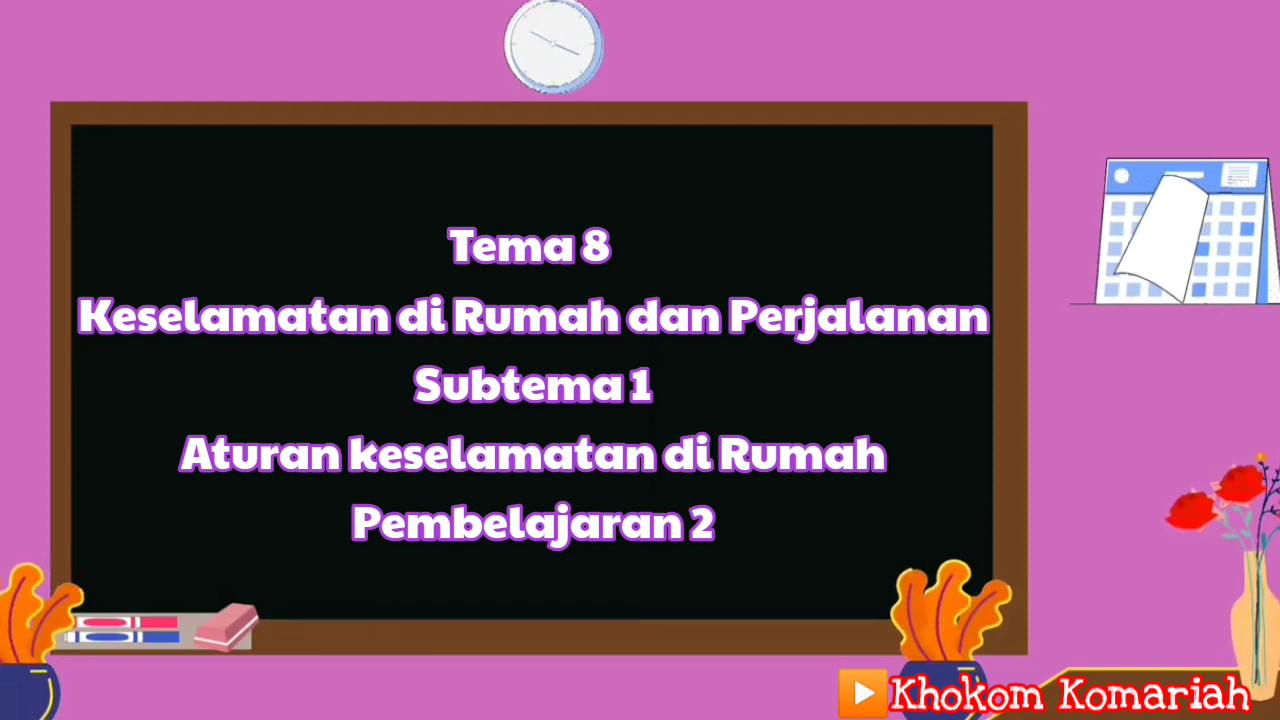 Tema 8
Keselamatan di Rumah dan Perjalanan
Subtema 1
Aturan keselamatan di Rumah
Pembelajaran 2
Khokom Komariah